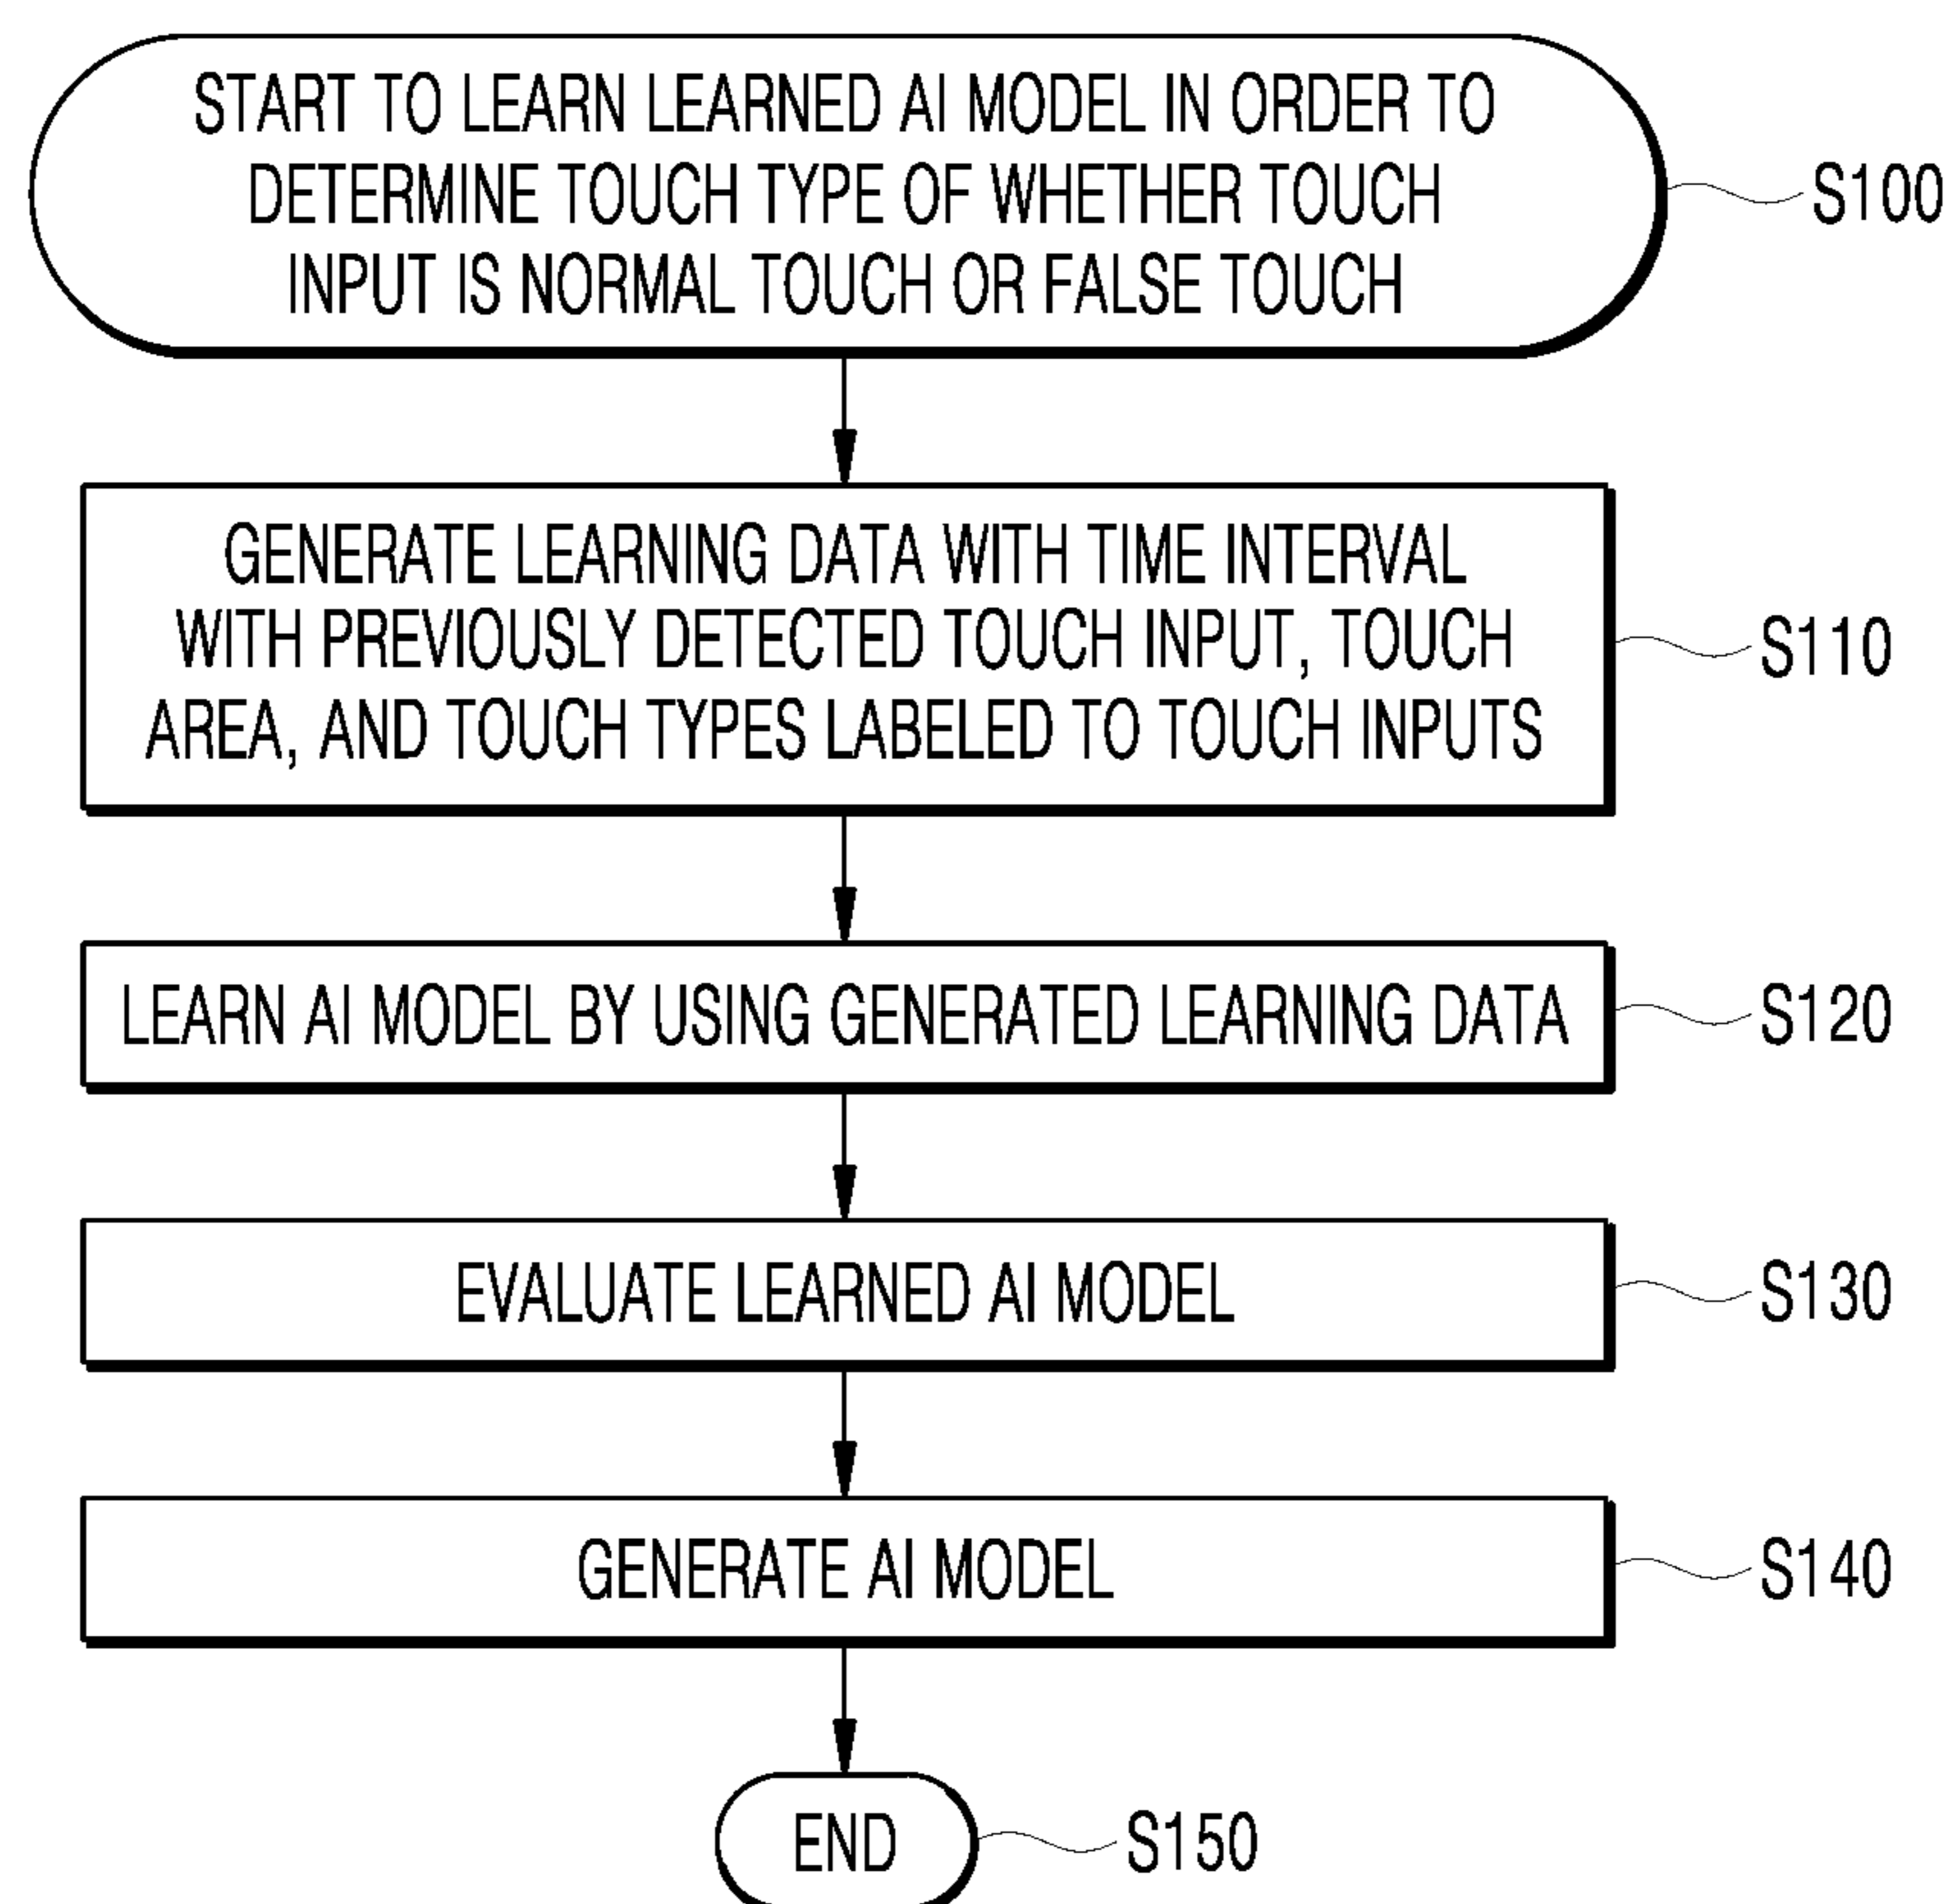 START TO LEARN LEARNED AI MODEL IN ORDER TO
DETERMINE TOUCH TYPE OF WHETHER TOUCH
INPUT IS NORMAL TOUCH OR FALSE TOUCH
S100
GENERATE LEARNING DATA WITH TIME INTERVAL
WITH PREVIOUSLY DETECTED TOUCH INPUT, TOUCH
AREA, AND TOUCH TYPES LABELED TO TOUCH INPUTS
S110
LEARN AI MODEL BY USING GENERATED LEARNING DATA
S120
EVALUATE LEARNED AI MODEL
S130
GENERATE AI MODEL
S140
END
S150